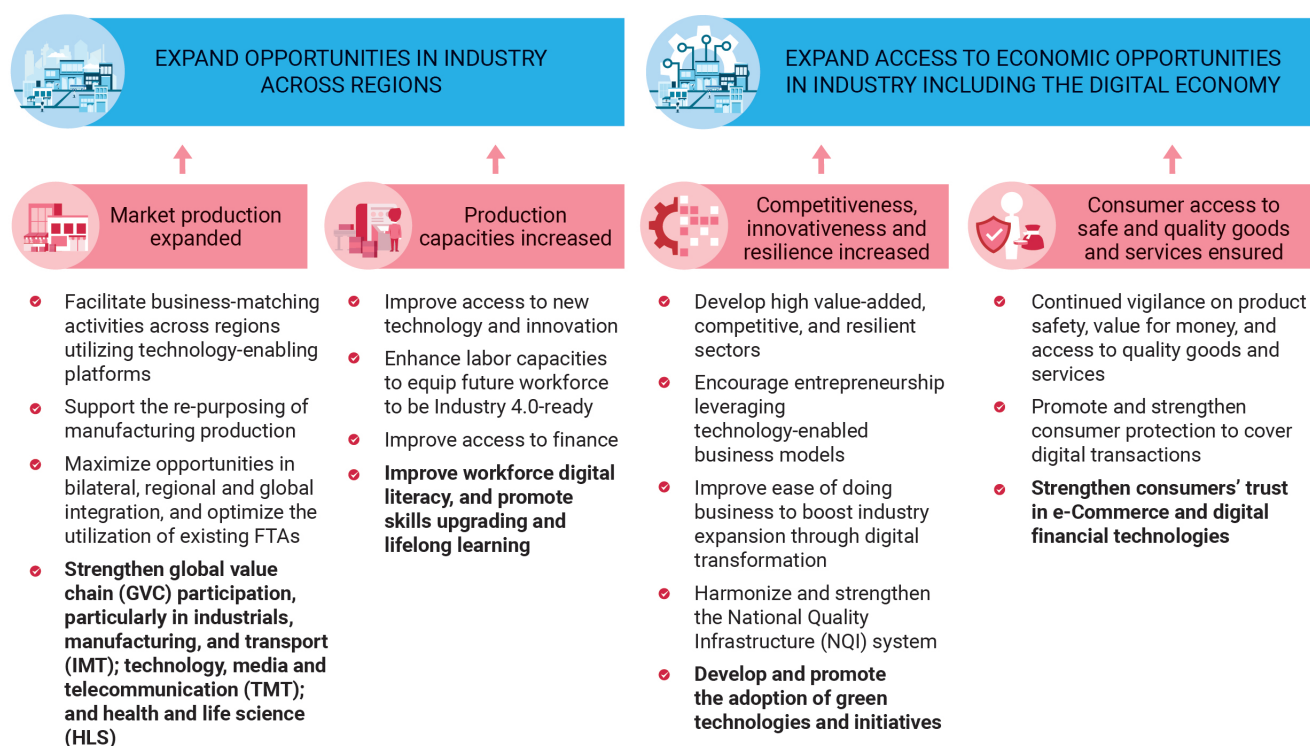 EXPAND OPPORTUNITIES IN INDUSTRY
ACROSS REGIONS
EXPAND ACCESS TO ECONOMIC OPPORTUNITIES
IN INDUSTRY INCLUDING THE DIGITAL ECONOMY
Market production
expanded
Facilitate business-matching
activities across regions
utilizing technology-enabling
platforms
Support the re-purposing of
manufacturing production
Maximize opportunities in
bilateral, regional and global
integration, and optimize the
utilization of existing FTAs
Strengthen global value
chain (GVC) participation,
particularly in industrials,
manufacturing, and transport
(IMT); technology, media and
telecommunication (TMT);
and health and life science
(HLS)
Production
capacities increased
Improve access to new
technology and innovation
Enhance labor capacities
to equip future workforce
to be Industry 4.0-ready
Improve access to finance
Improve workforce digital
literacy, and promote
skills upgrading and
lifelong learning
Competitiveness,
innovativeness and
resilience increased
Develop high value-added,
competitive, and resilient
sectors
Encourage entrepreneurship
leveraging
technology-enabled
business models
Improve ease of doing
business to boost industry
expansion through digital
transformation
Harmonize and strengthen
the National Quality
Infrastructure (NQI) system
Develop and promote
the adoption of green
technologies and initiatives
Consumer access to
safe and quality goods
and services ensured
Continued vigilance on product
safety, value for money, and
access to quality goods and
services
Promote and strengthen
consumer protection to cover
digital transactions
Strengthen consumers’ trust
in e-Commerce and digital
financial technologies